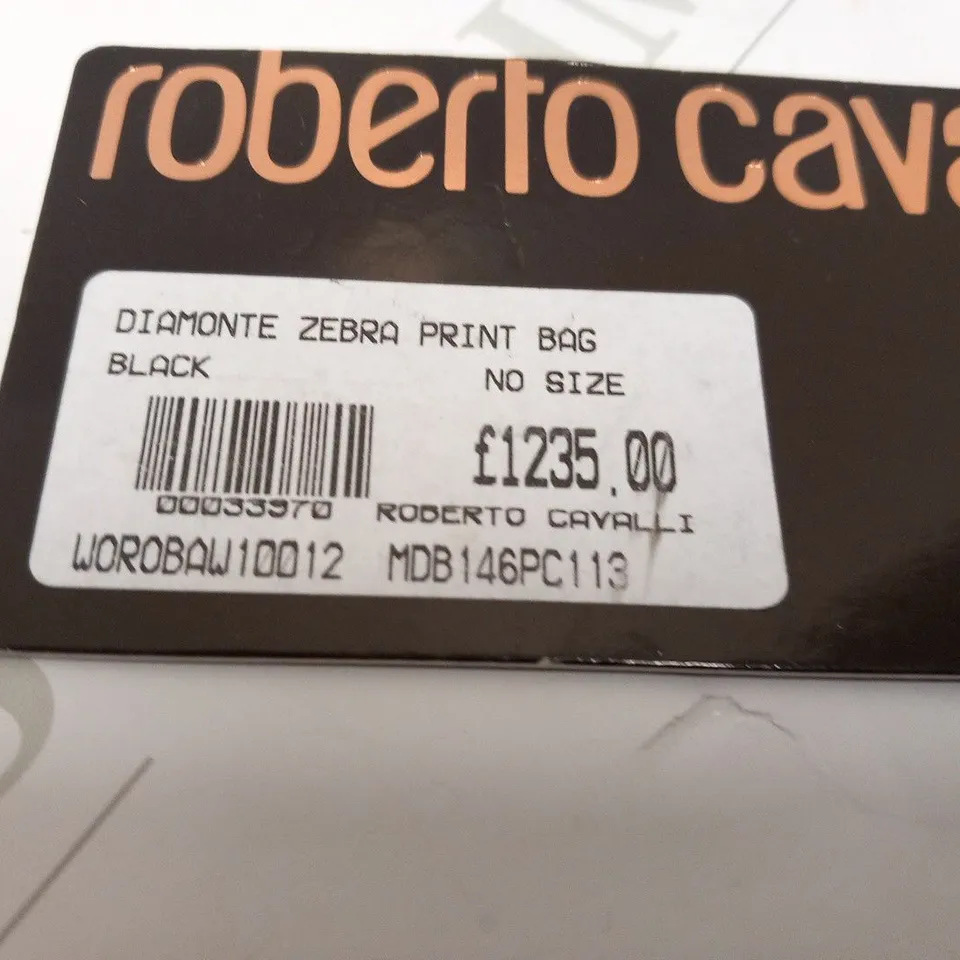 roberto cava
DIAMONTE ZEBRA PRINT BAG
BLACK NO SIZE
£1235.00
00033970 ROBERTO CAVALLI
WOROBAW10012 MDB146PC113